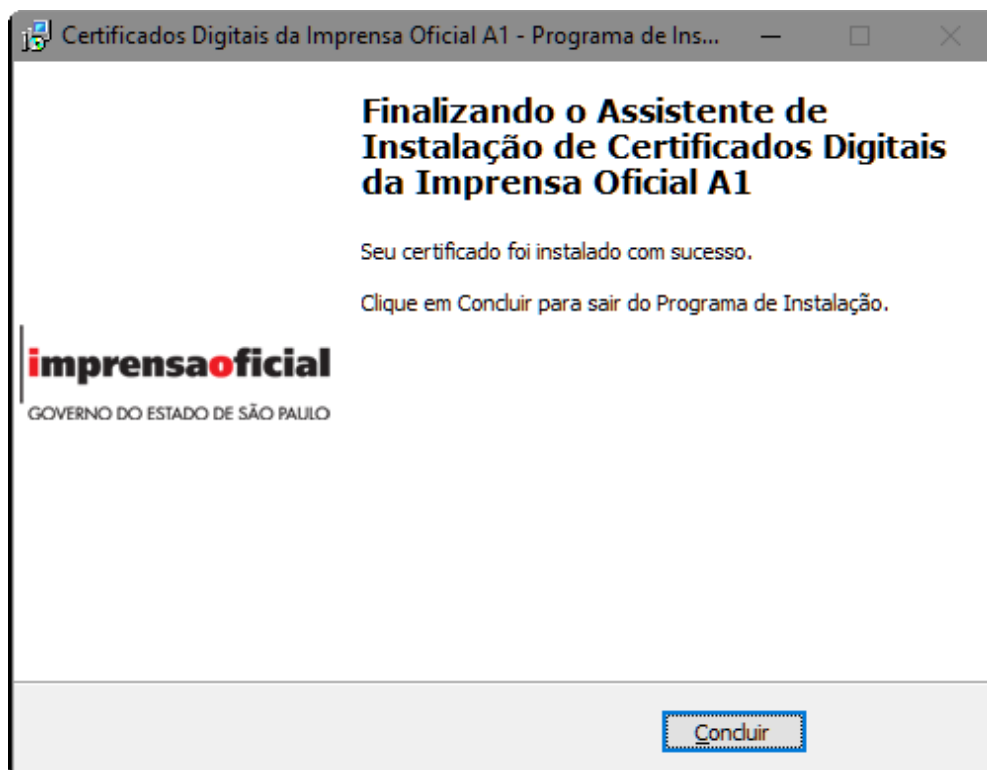 Certificados Digitais da Imprensa Oficial A1 - Programa de Ins...
Finalizando o Assistente de
Instalação de Certificados Digitais
da Imprensa Oficial A1
Seu certificado foi instalado com sucesso.
Clique em Concluir para sair do Programa de Instalação.
imprensaoficial
GOVERNO DO ESTADO DE SÃO PAULO
Concluir